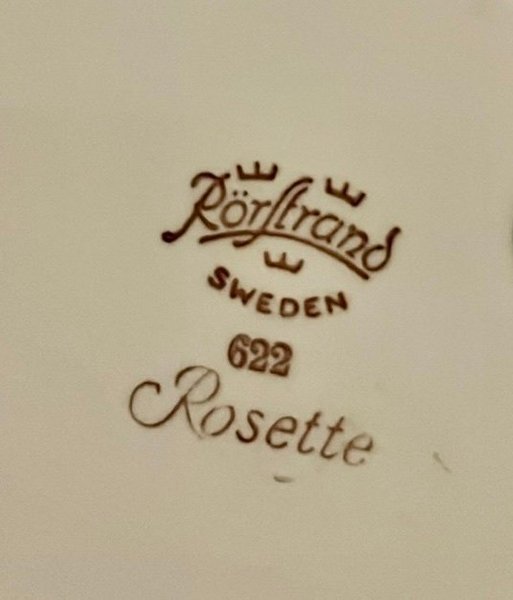 Rörstrand
SWEDEN
622
Rosette